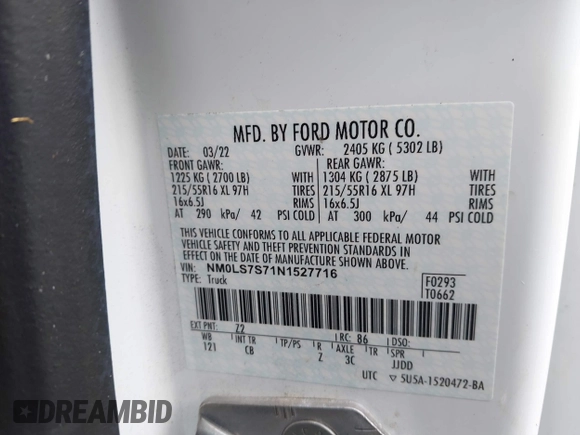 MFD. BY FORD MOTOR CO.
DATE: 03/22 GVWR: 2405 KG ( 5302 LB)
FRONT GAWR: REAR GAWR:
1225 KG ( 2700 LB) WITH 1304 KG ( 2875 LB) WITH
215/55R16 XL 97H TIRES 215/55R16 XL 97H TIRES
16x6.5J RIMS 16x6.5J RIMS
AT 290 kPa/ 42 PSI COLD AT 300 kPa/ 44 PSI COLD
THIS VEHICLE CONFORMS TO ALL APPLICABLE FEDERAL MOTOR
VEHICLE SAFETY AND BUMPER AND THEFT PREVENTION STANDARDS IN
EFFECT ON THE DATE OF MANUFACTURE SHOWN ABOVE.
VIN: NM0LS7S71N1527716
TYPE: Truck
F0293
T0662
EXT PNT: Z2 RC: 86 DSO:
WB INT TR TP/PS R AXLE TR SPR
121 CB Z 3C JJDD
UTC ▽ 5U5A-1520472-BA
DREAMBID